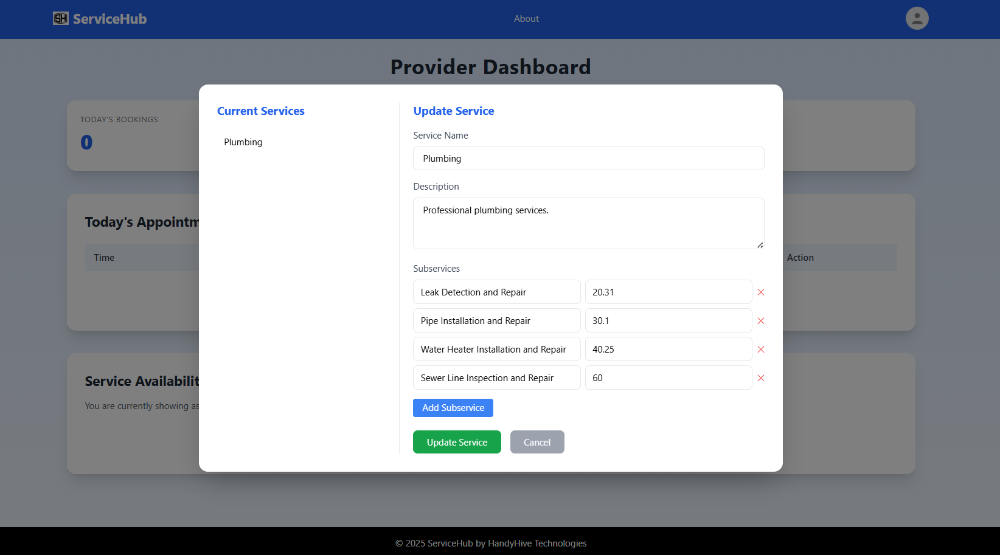 SH ServiceHub
About
Provider Dashboard
TODAY'S BOOKINGS
0
Today's Appointm
Time
Action
Service Availabilit
You are currently showing as
Current Services
Plumbing
Update Service
Service Name
Plumbing
Description
Professional plumbing services.
Subservices
Leak Detection and Repair 20.31
Pipe Installation and Repair 30.1
Water Heater Installation and Repair 40.25
Sewer Line Inspection and Repair 60
Add Subservice
Update Service Cancel
© 2025 ServiceHub by HandyHive Technologies